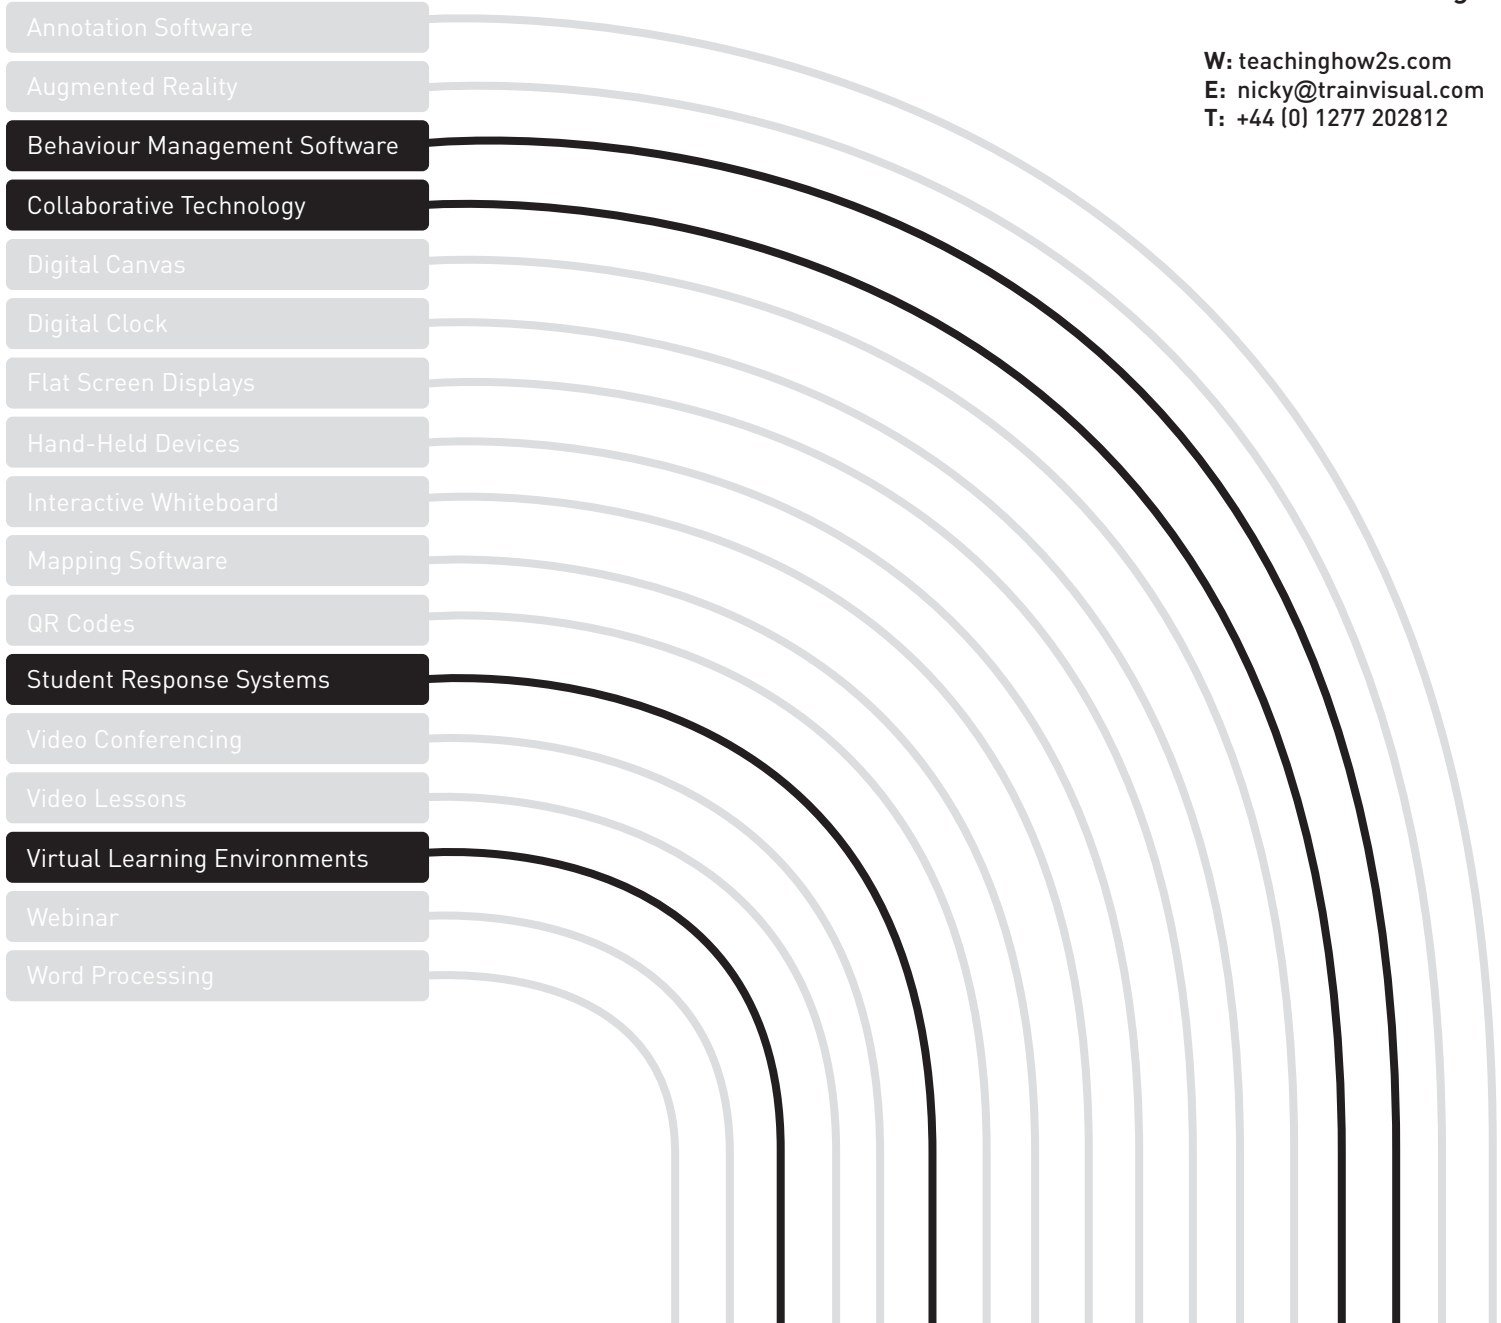 Annotation Software
Augmented Reality
Behaviour Management Software
Collaborative Technology
Digital Canvas
Digital Clock
Flat Screen Displays
Hand-Held Devices
Interactive Whiteboard
Mapping Software
QR Codes
Student Response Systems
Video Conferencing
Video Lessons
Virtual Learning Environments
Webinar
Word Processing
W: teachinghow2s.com
E: nicky@trainvisual.com
T: +44 (0) 1277 202812